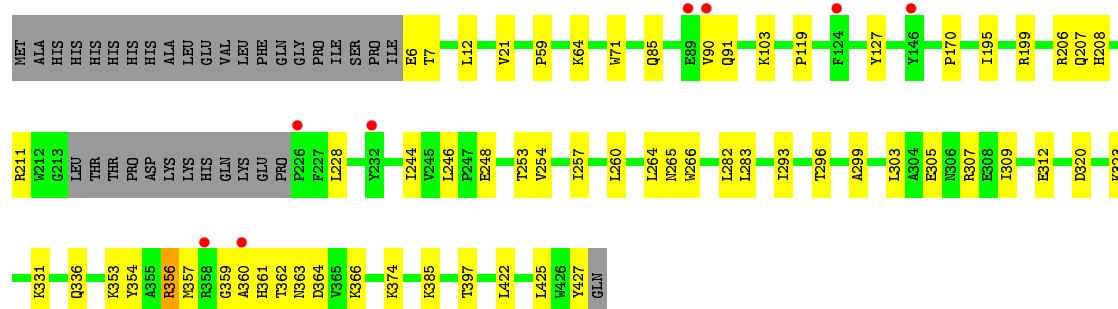 MET ALA HIS HIS HIS HIS HIS HIS ALA LEU GLU VAL LEU PHE GLN GLY PRO ILE SER PRO ILE E6 T7 L12 V21 P59 K64 W71 Q85 E89 V90 Q91 K103 P119 F124 Y127 Y146 P170 I195 R199 R206 Q207 H208
R211 W212 G213 LEU THR THR PRO ASP LYS LYS HIS GLN LYS GLU PRO P226 F227 L228 Y232 I244 V245 L246 P247 E248 T253 V254 I257 L260 L264 N265 W266 L282 L283 I293 T296 A299 L303 A304 E305 N306 R307 E308 I309 E312 D320 K323
K331 Q336 K353 Y354 A355 R356 M357 R358 G359 A360 H361 T362 N363 D364 V365 K366 K374 K385 T397 L422 L425 W426 Y427 GLN